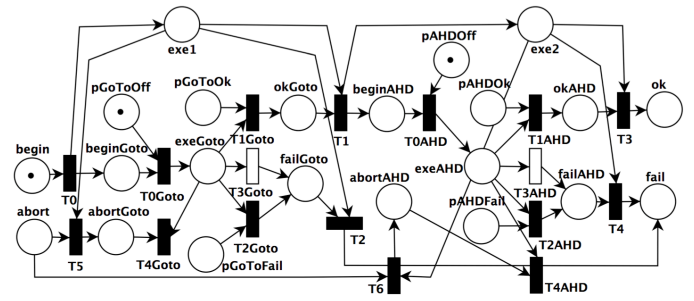 exe1
exe2
pAHDOff
pGoToOff
pGoToOk
okGoto
beginAHD
pAHDOk
okAHD
ok
T1
T0AHD
T1AHD
T3
begin
beginGoto
exeGoto
T1Goto
failGoto
exeAHD
T0
T0Goto
T3Goto
abortAHD
T3AHD
failAHD
fail
abort
abortGoto
pAHDFail
T2
T4
T5
T4Goto
T2Goto
T2AHD
pGoToFail
T6
T4AHD